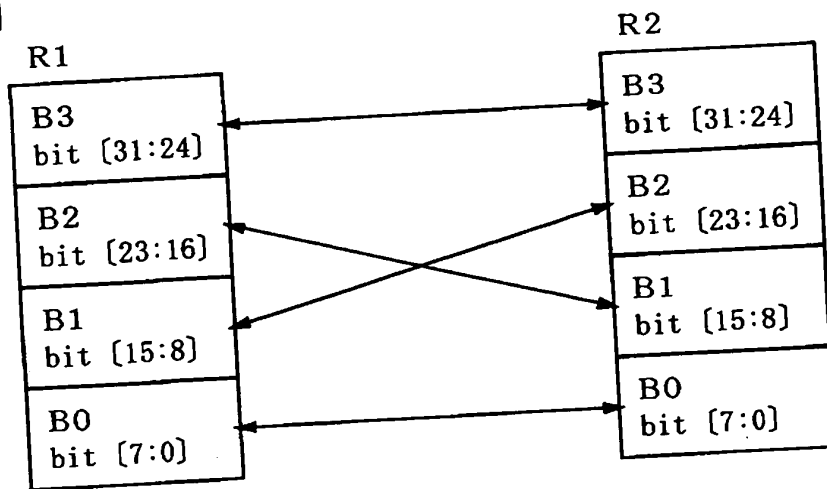 R1
B3
bit [31:24]
B2
bit [23:16]
B1
bit [15:8]
B0
bit [7:0]
R2
B3
bit [31:24]
B2
bit [23:16]
B1
bit [15:8]
B0
bit [7:0]